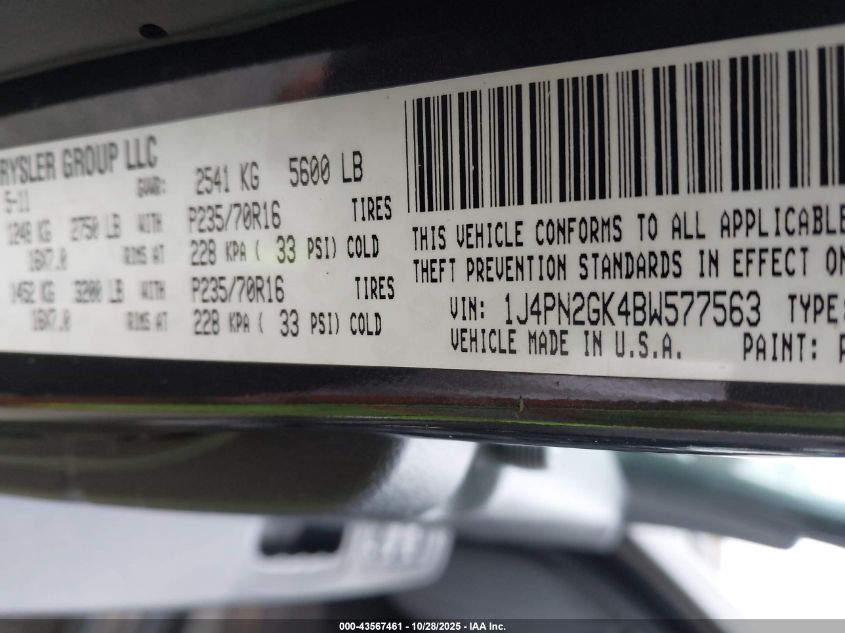 RYSLER GROUP LLC
5-11 GVWR: 2541 KG 5600 LB
1248 KG 2750 LB WITH P235/70R16 TIRES
16X7.0 RIMS AT 228 KPA ( 33 PSI) COLD
1452 KG 3200 LB WITH P235/70R16 TIRES
16X7.0 RIMS AT 228 KPA ( 33 PSI) COLD
THIS VEHICLE CONFORMS TO ALL APPLICABLE
THEFT PREVENTION STANDARDS IN EFFECT ON
VIN: 1J4PN2GK4BW577563 TYPE:
VEHICLE MADE IN U.S.A. PAINT:
000-43567461 - 10/28/2025 - IAA Inc.